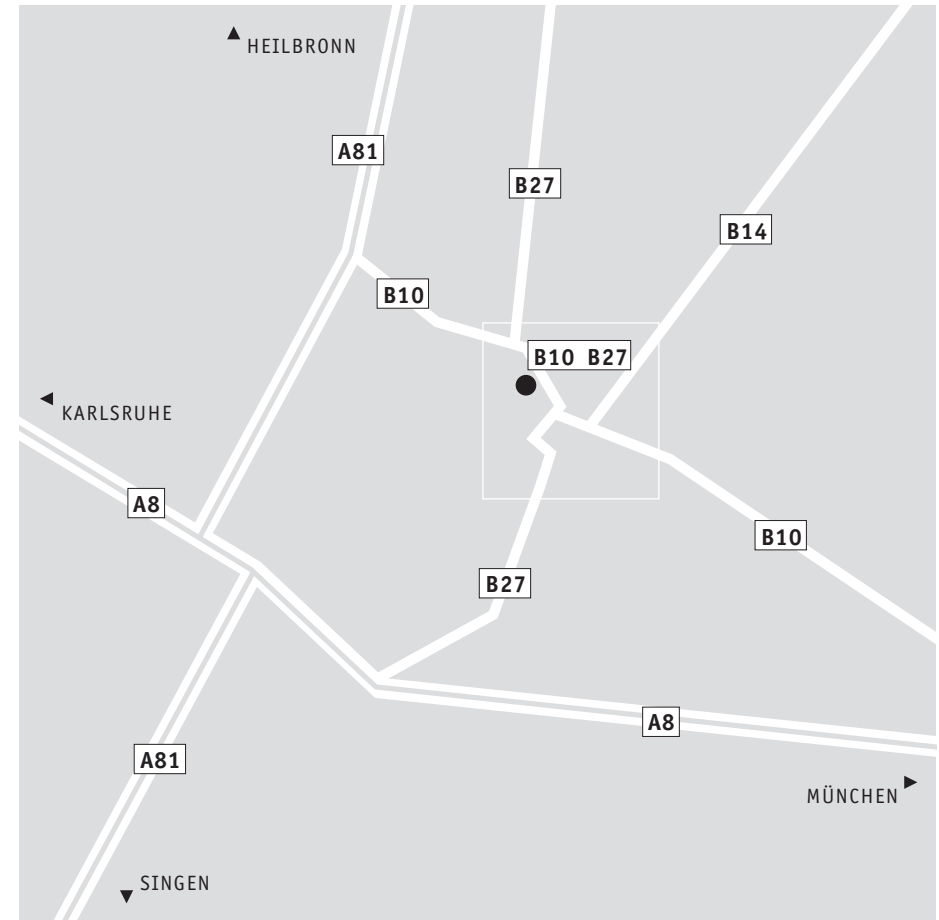 HEILBRONN
A81
B27
B14
B10
B10 B27
KARLSRUHE
A8
B10
B27
A8
A81
MÜNCHEN
SINGEN